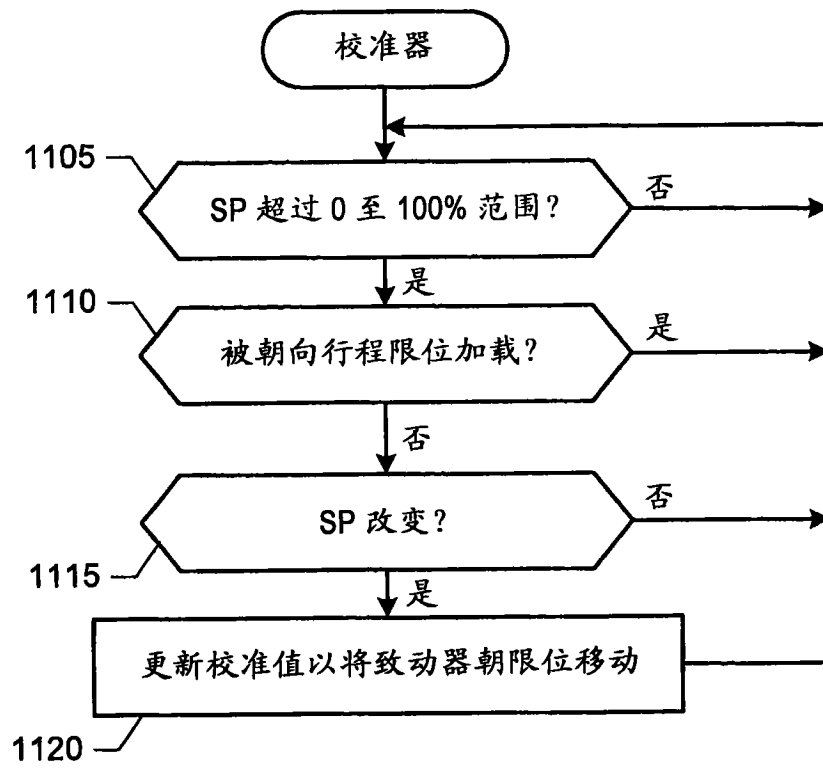 校准器
1105
SP 超过 0 至 100% 范围?
否
是
1110
被朝向行程限位加载?
是
否
SP 改变?
否
1115
是
更新校准值以将致动器朝限位移动
1120